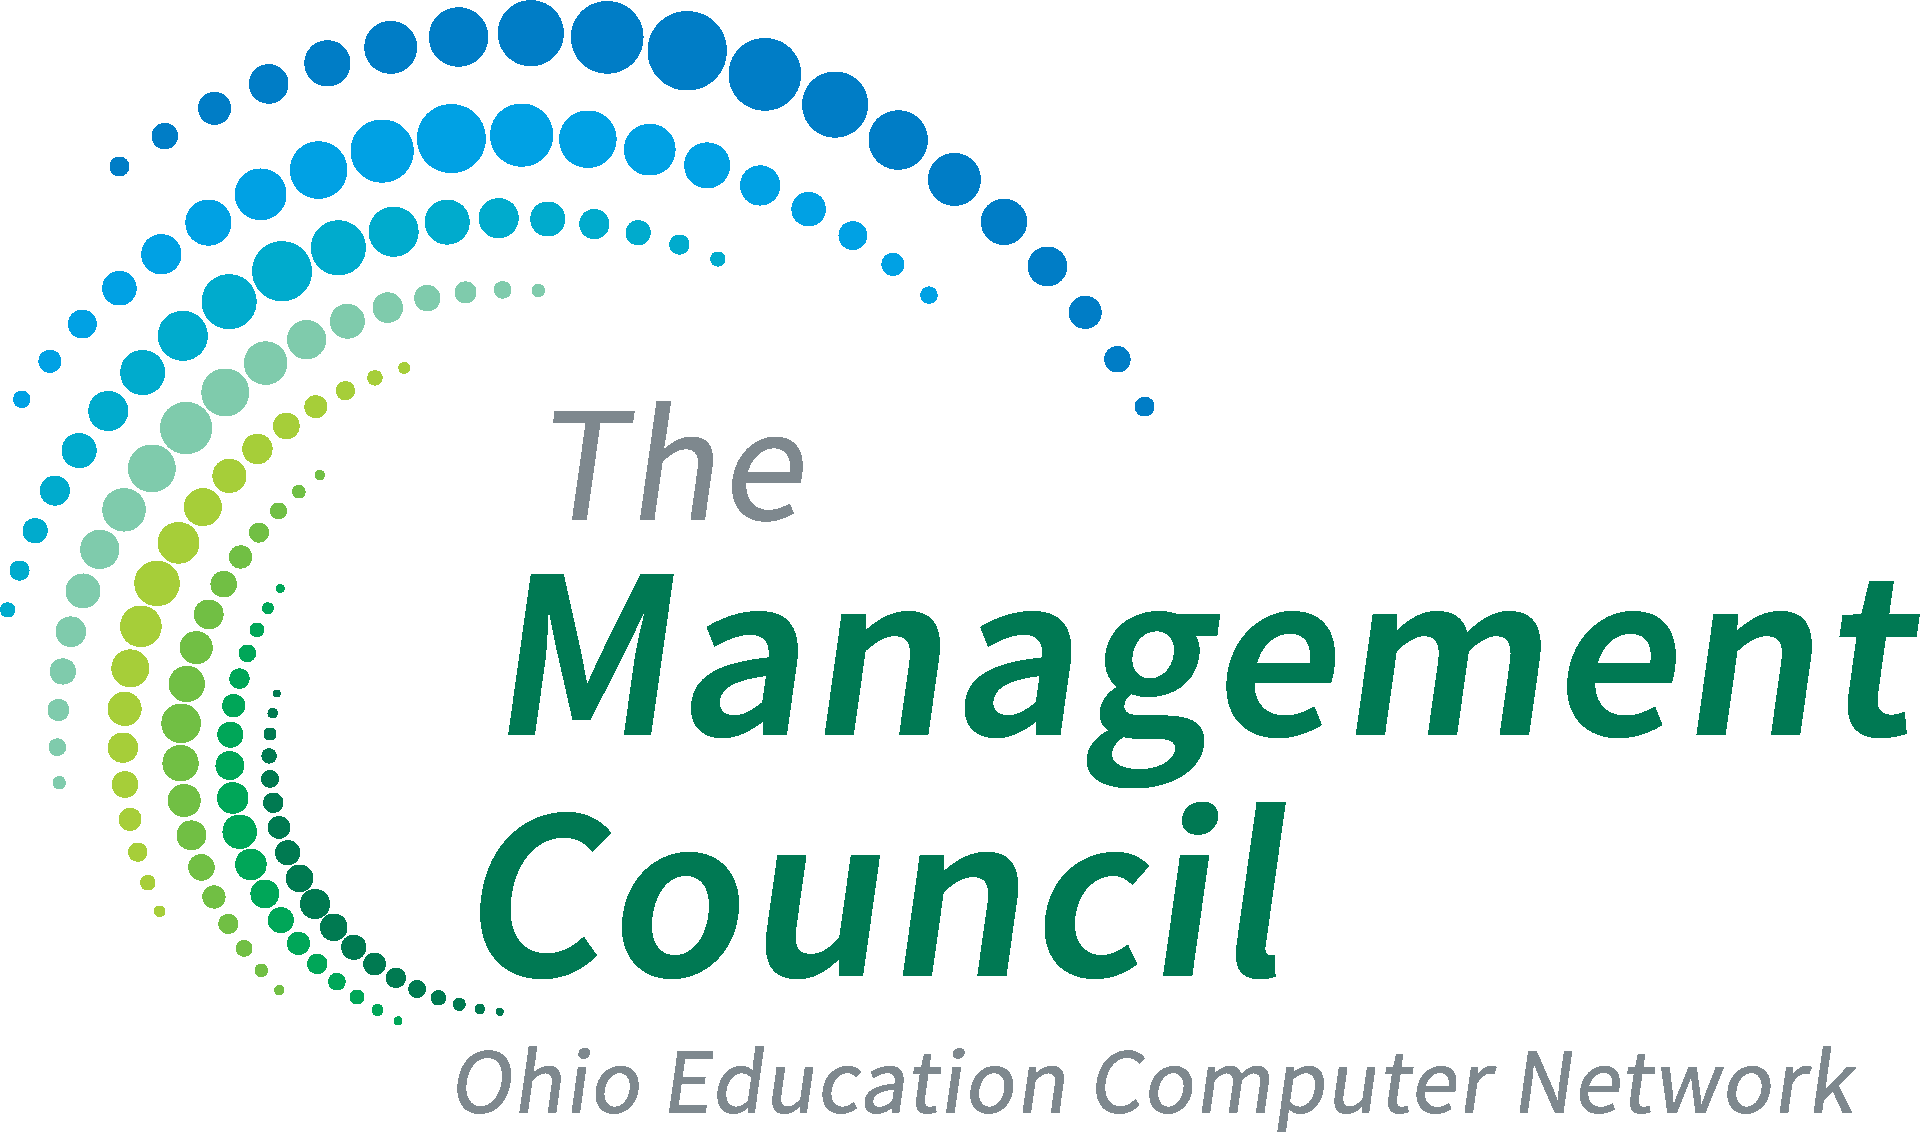 The
Management
Council
Ohio Education Computer Network